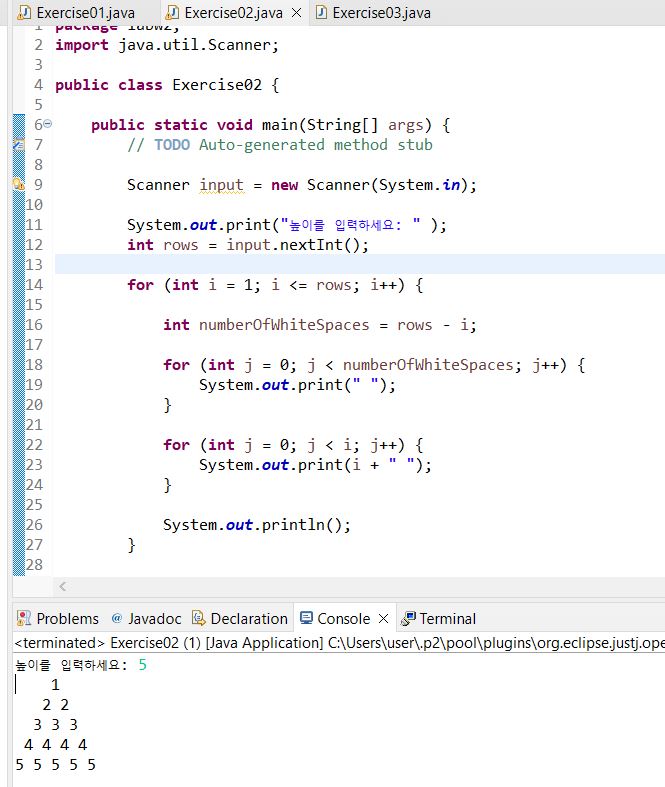 Exercise01.java Exercise02.java Exercise03.java
1 package labw2;
2 import java.util.Scanner;
3
4 public class Exercise02 {
5
6 public static void main(String[] args) {
7 // TODO Auto-generated method stub
8
9 Scanner input = new Scanner(System.in);
10
11 System.out.print("높이를 입력하세요: " );
12 int rows = input.nextInt();
13
14 for (int i = 1; i <= rows; i++) {
15
16 int numberOfWhiteSpaces = rows - i;
17
18 for (int j = 0; j < numberOfWhiteSpaces; j++) {
19 System.out.print(" ");
20 }
21
22 for (int j = 0; j < i; j++) {
23 System.out.print(i + " ");
24 }
25
26 System.out.println();
27 }
28
Problems @ Javadoc Declaration Console Terminal
<terminated> Exercise02 (1) [Java Application] C:\Users\user\.p2\pool\plugins\org.eclipse.justj.ope
높이를 입력하세요: 5
1
2 2
3 3 3
4 4 4 4
5 5 5 5 5